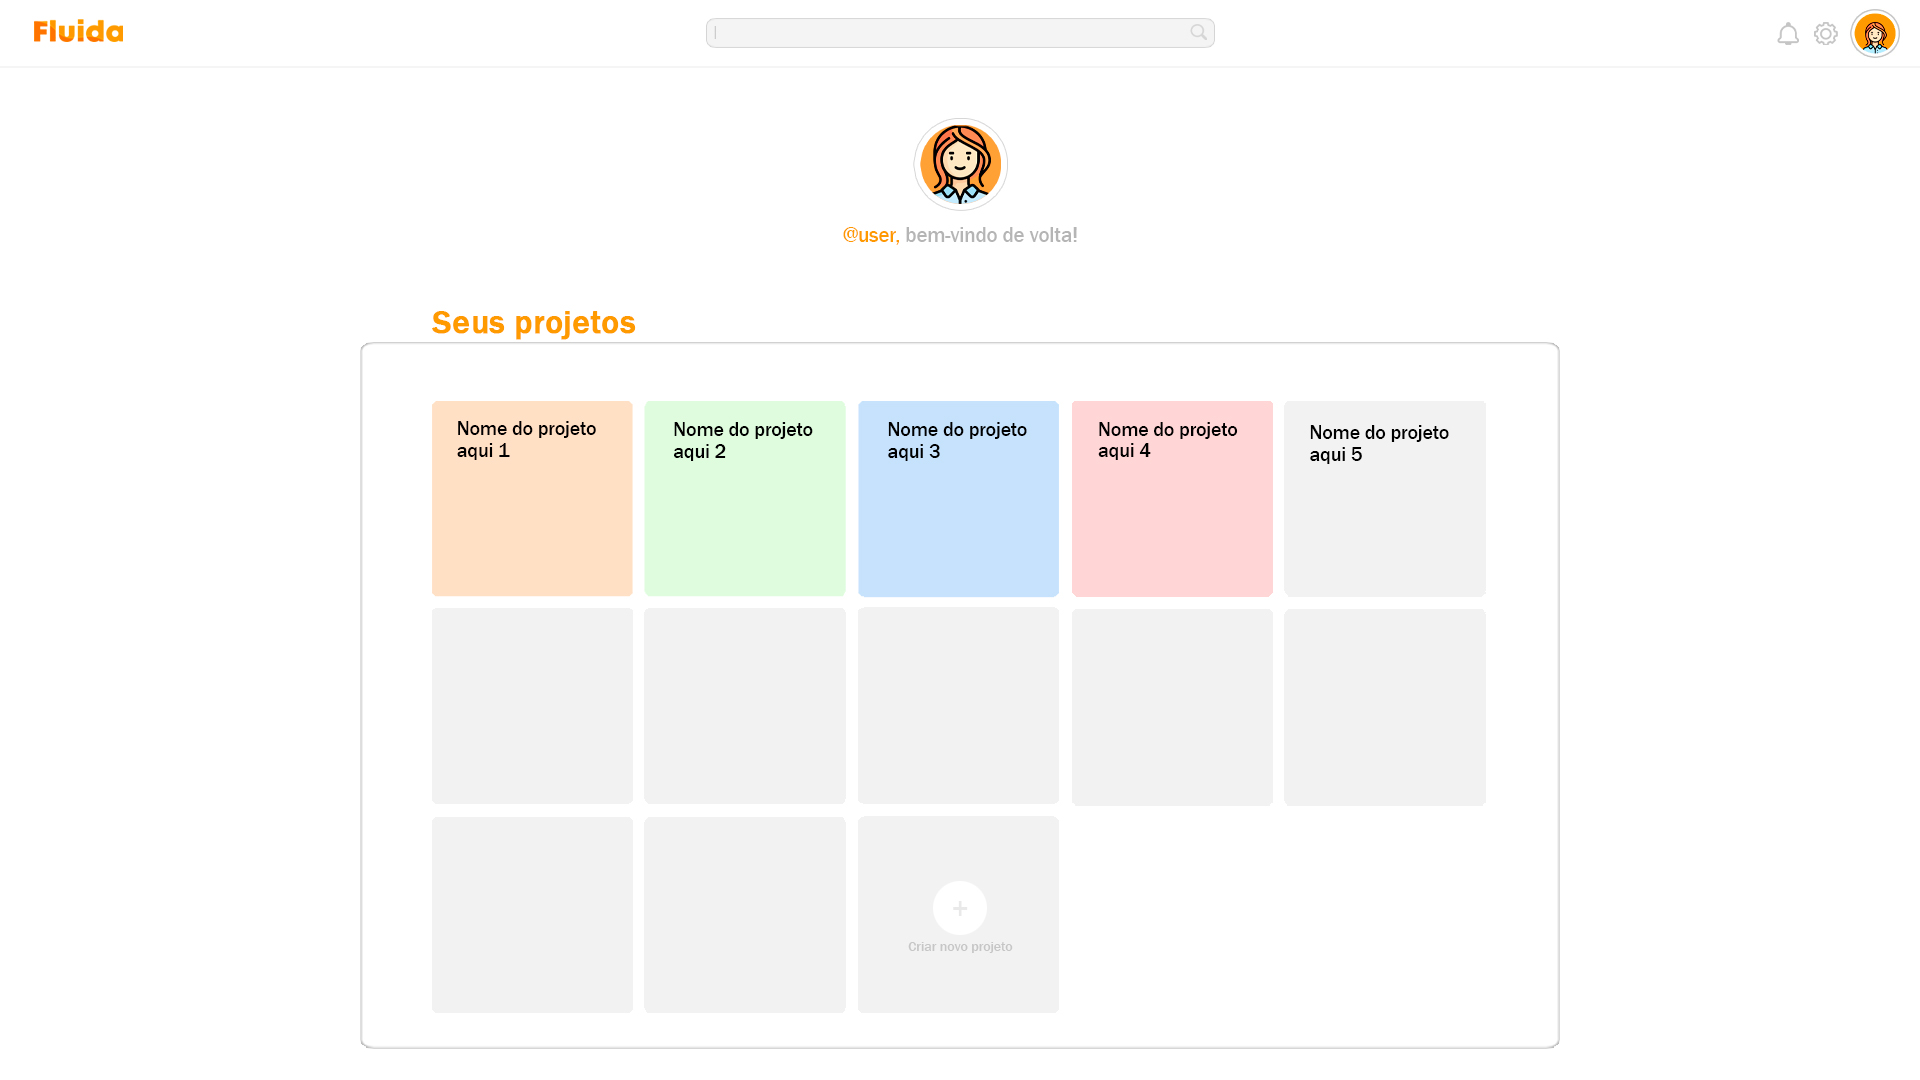 Fluida
@user, bem-vindo de volta!
Seus projetos
Nome do projeto
aqui 1
Nome do projeto
aqui 2
Nome do projeto
aqui 3
Nome do projeto
aqui 4
Nome do projeto
aqui 5
+
Criar novo projeto